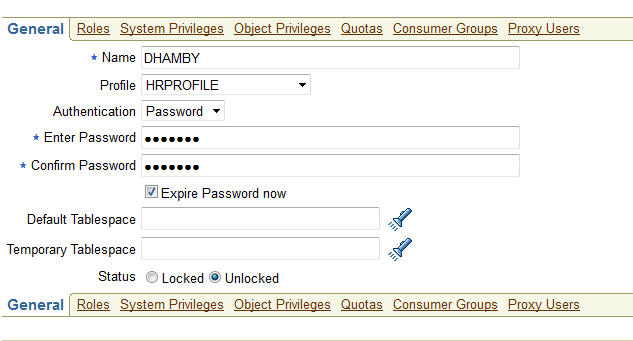 General Roles System Privileges Object Privileges Quotas Consumer Groups Proxy Users
* Name DHAMBY
Profile HRPROFILE
Authentication Password
* Enter Password •••••••
* Confirm Password •••••••
Expire Password now
Default Tablespace
Temporary Tablespace
Status Locked Unlocked
General Roles System Privileges Object Privileges Quotas Consumer Groups Proxy Users